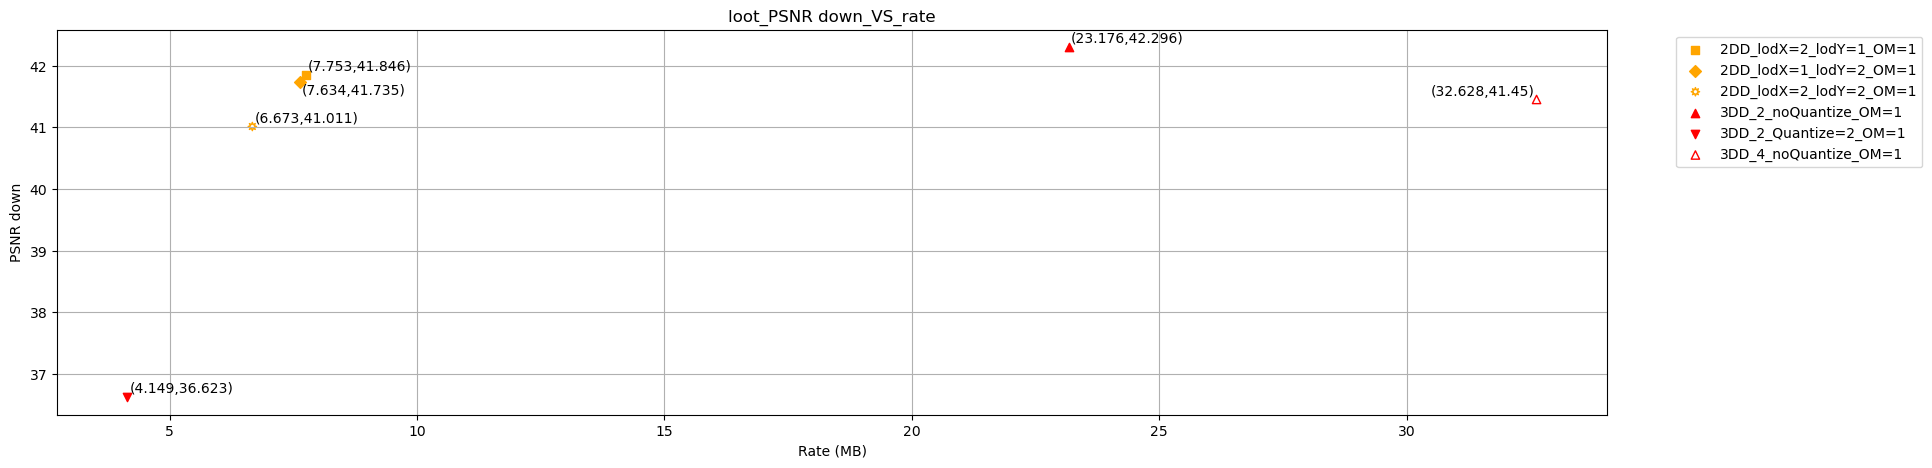 loot_PSNR down_VS_rate
(23.176,42.296)
(7.753,41.846)
(7.634,41.735)
(32.628,41.45)
(6.673,41.011)
(4.149,36.623)
42
41
40
39
38
37
PSNR down
5
10
15
20
25
30
Rate (MB)
2DD_lodX=2_lodY=1_OM=1
2DD_lodX=1_lodY=2_OM=1
2DD_lodX=2_lodY=2_OM=1
3DD_2_noQuantize_OM=1
3DD_2_Quantize=2_OM=1
3DD_4_noQuantize_OM=1